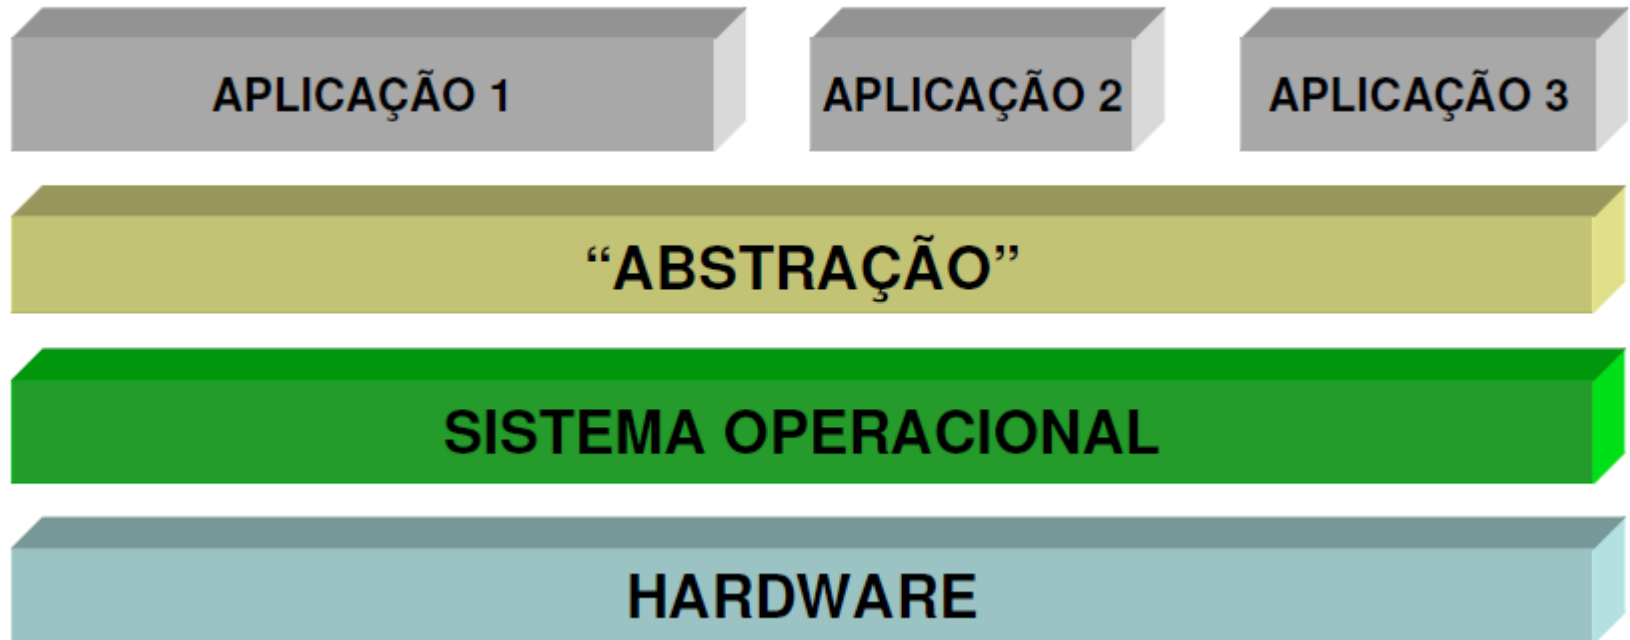 APLICAÇÃO 1
APLICAÇÃO 2
APLICAÇÃO 3
“ABSTRAÇÃO”
SISTEMA OPERACIONAL
HARDWARE